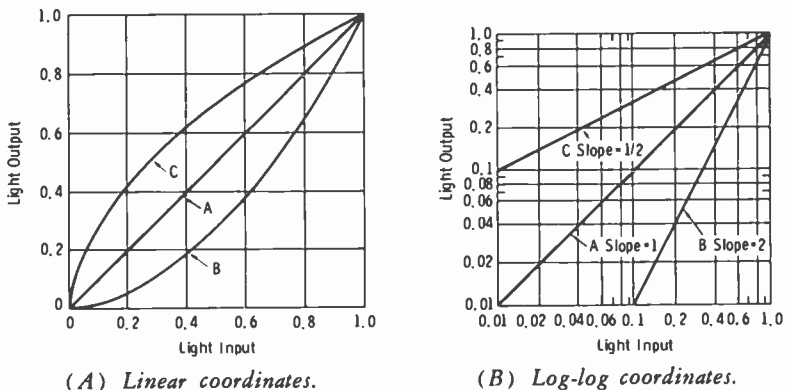 1.0
0.8
0.6
0.4
0.2
0
Light Output
C
A
B
0 0.2 0.4 0.6 0.8 1.0
Light Input
(A) Linear coordinates.
1.0
0.8
0.6
0.4
0.2
0.1
0.08
0.06
0.04
0.02
0.01
Light Output
C Slope=1/2
A Slope=1
B Slope=2
0.01 0.02 0.04 0.06 0.1 0.2 0.4 0.6 1.0
Light Input
(B) Log-log coordinates.